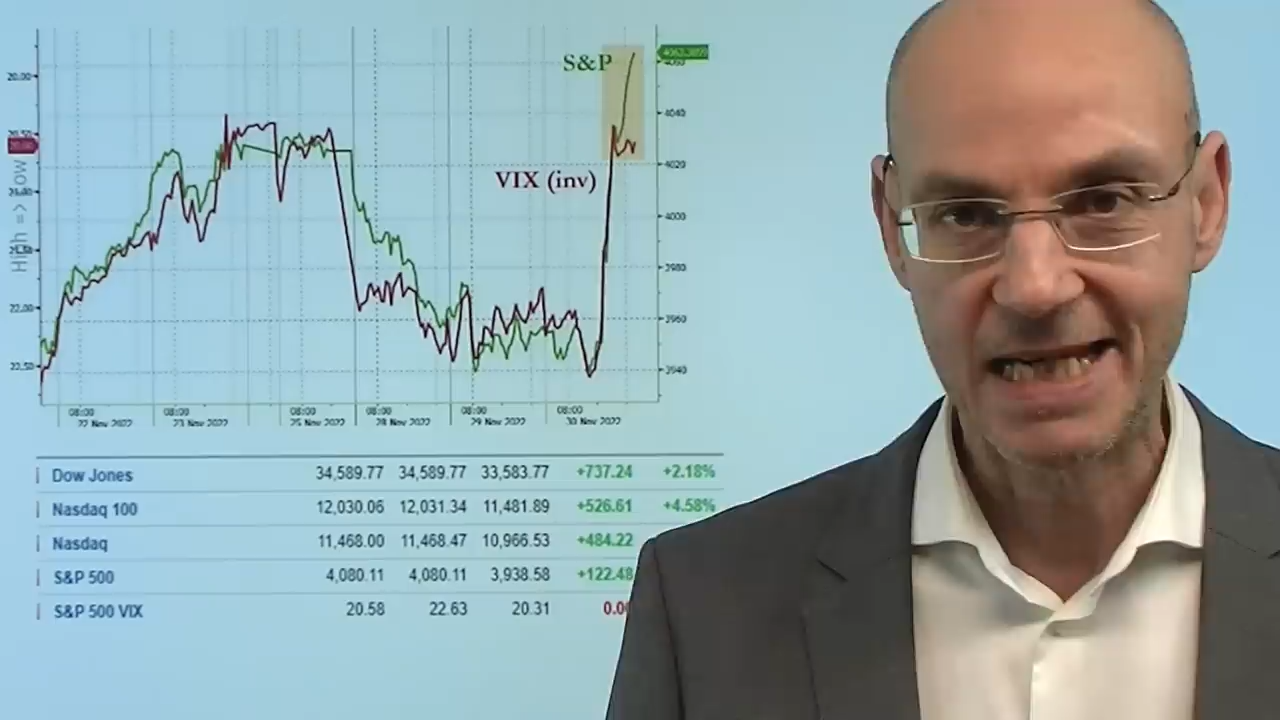 S&P
VIX (inv)
20.00
21.00
22.00
22.50
4060
4040
4020
4000
3980
3960
3940
08:00 08:00 08:00 08:00 08:00 08:00
22 Nov 2022 23 Nov 2022 25 Nov 2022 28 Nov 2022 29 Nov 2022 30 Nov 2022
Dow Jones 34,589.77 34,589.77 33,583.77 +737.24 +2.18%
Nasdaq 100 12,030.06 12,031.34 11,481.89 +526.61 +4.58%
Nasdaq 11,468.00 11,468.47 10,966.53 +484.22
S&P 500 4,080.11 4,080.11 3,938.58 +122.48
S&P 500 VIX 20.58 22.63 20.31